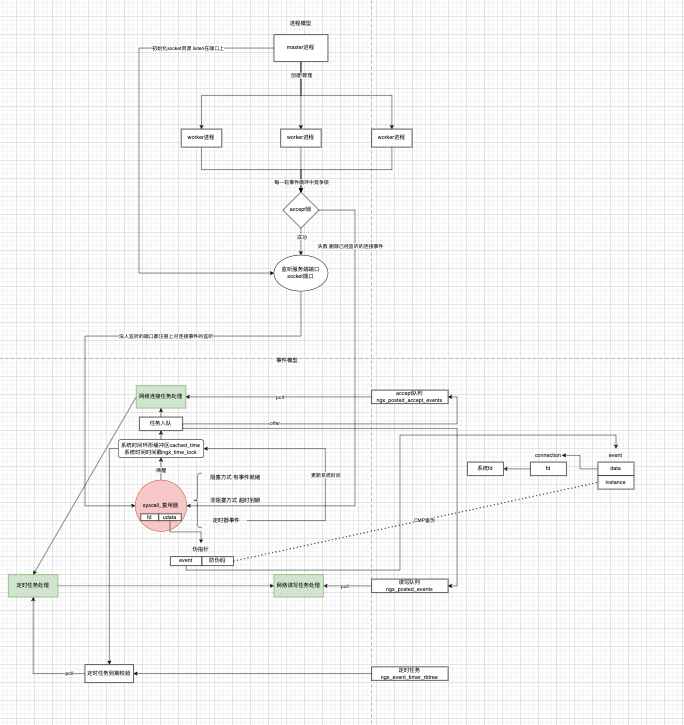 进程模型
master进程
初始化socket资源 listen在端口上
创建 管理
worker进程
worker进程
worker进程
每一轮事件循环中竞争锁
accept锁
成功
失败 删除已经监听的连接事件
监听服务端端口
socket插口
没人监听的端口都注册上对连接事件的监听
事件模型
网络连接任务处理
poll
accept队列
ngx_posted_accept_events
任务入队
offer
系统时间环形缓冲区cached_time
系统时间时间戳ngx_time_lock
唤醒
更新系统时间
阻塞方式 有事件就绪
syscall_复用器
非阻塞方式 超时到期
fd
udata
定时器事件
伪指针
event
防伪码
connection
event
系统fd
fd
data
instance
CMP鉴伪
定时任务处理
网络读写任务处理
poll
读写队列
ngx_posted_events
poll
定时任务到期校验
定时任务
ngx_event_timer_rbtree